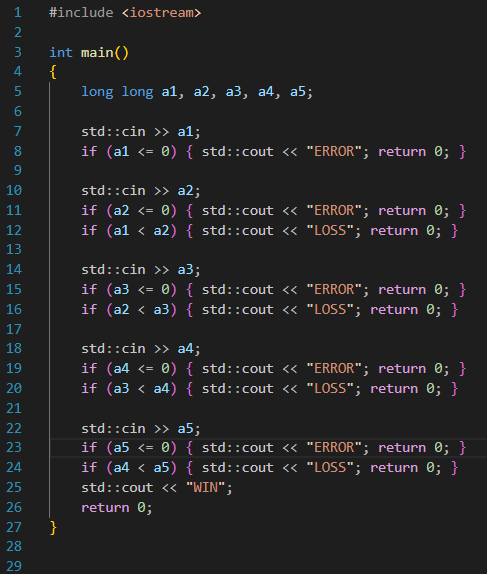 1 #include <iostream>
2
3 int main()
4 {
5     long long a1, a2, a3, a4, a5;
6
7     std::cin >> a1;
8     if (a1 <= 0) { std::cout << "ERROR"; return 0; }
9
10     std::cin >> a2;
11     if (a2 <= 0) { std::cout << "ERROR"; return 0; }
12     if (a1 < a2) { std::cout << "LOSS"; return 0; }
13
14     std::cin >> a3;
15     if (a3 <= 0) { std::cout << "ERROR"; return 0; }
16     if (a2 < a3) { std::cout << "LOSS"; return 0; }
17
18     std::cin >> a4;
19     if (a4 <= 0) { std::cout << "ERROR"; return 0; }
20     if (a3 < a4) { std::cout << "LOSS"; return 0; }
21
22     std::cin >> a5;
23     if (a5 <= 0) { std::cout << "ERROR"; return 0; }
24     if (a4 < a5) { std::cout << "LOSS"; return 0; }
25     std::cout << "WIN";
26     return 0;
27 }
28
29